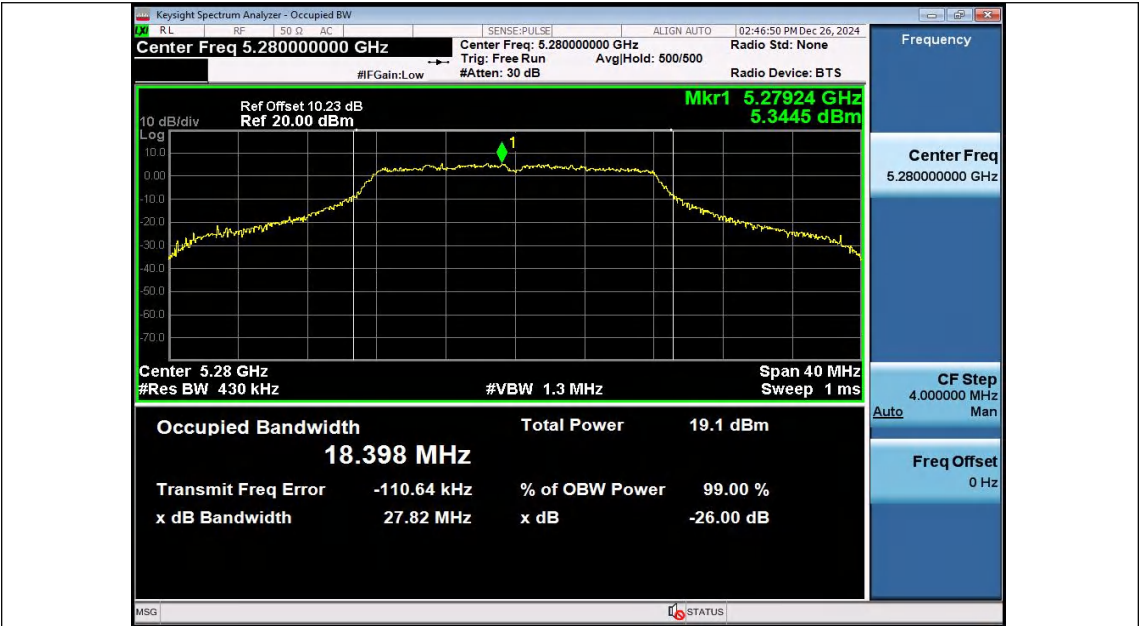 Keysight Spectrum Analyzer - Occupied BW
LXI RL RF 50 Ω AC SENSE:PULSE ALIGN AUTO 02:46:50 PM Dec 26, 2024
Center Freq 5.280000000 GHz Center Freq: 5.280000000 GHz Radio Std: None
Trig: Free Run Avg|Hold: 500/500
#IFGain:Low #Atten: 30 dB Radio Device: BTS
Frequency
Mkr1 5.27924 GHz
5.3445 dBm
Ref Offset 10.23 dB
10 dB/div Ref 20.00 dBm
Log
10.0
0.00
-10.0
-20.0
-30.0
-40.0
-50.0
-60.0
-70.0
1
Center 5.28 GHz Span 40 MHz
#Res BW 430 kHz #VBW 1.3 MHz Sweep 1 ms
Center Freq
5.280000000 GHz
CF Step
4.000000 MHz
Auto Man
Freq Offset
0 Hz
Occupied Bandwidth Total Power 19.1 dBm
18.398 MHz
Transmit Freq Error -110.64 kHz % of OBW Power 99.00 %
x dB Bandwidth 27.82 MHz x dB -26.00 dB
MSG STATUS